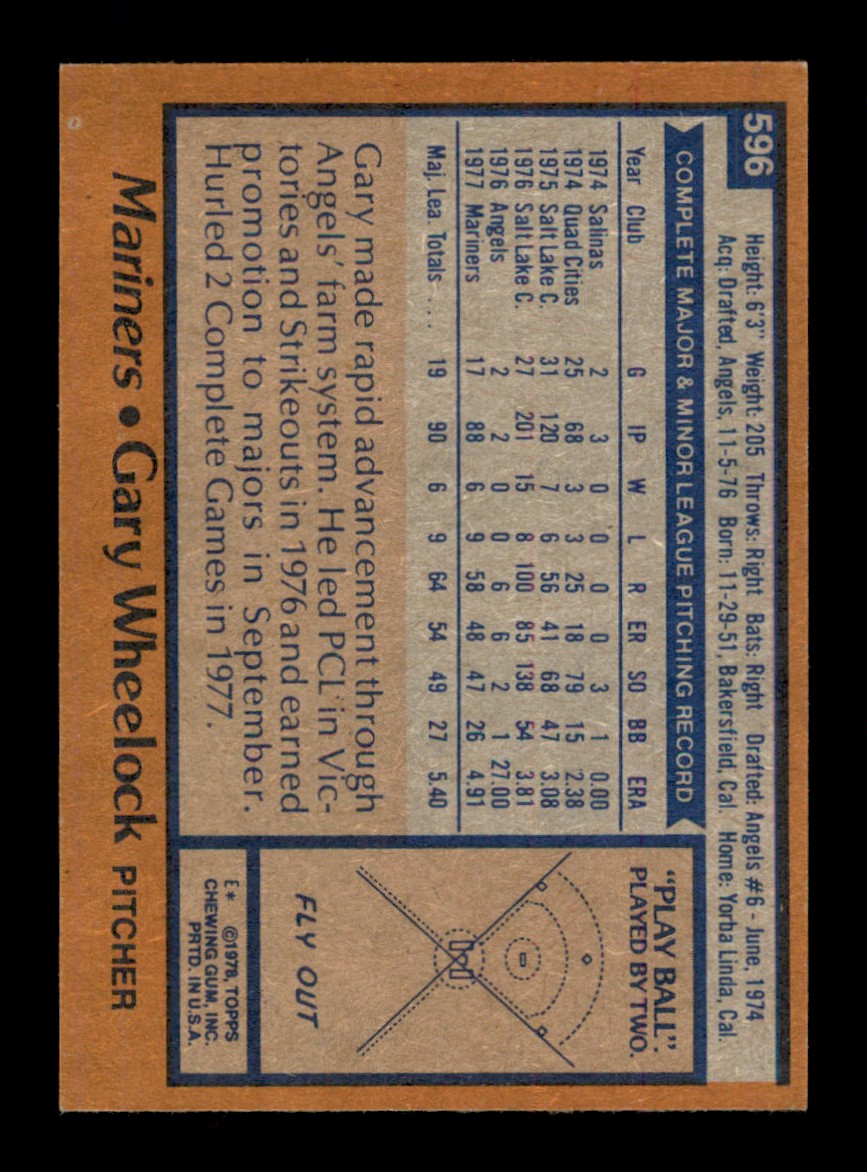 596
Height: 6'3" Weight: 205 Throws: Right Bats: Right Drafted: Angels #6 - June, 1974
Acq: Drafted, Angels, 11-5-76 Born: 11-29-51, Bakersfield, Cal. Home: Yorba Linda, Cal.
COMPLETE MAJOR & MINOR LEAGUE PITCHING RECORD
Year Club G IP W L R ER SO BB ERA
1974 Salinas 2 3 0 0 0 0 3 1 0.00
1974 Quad Cities 25 68 3 3 25 18 79 15 2.38
1975 Salt Lake C. 31 120 7 6 56 41 68 47 3.08
1976 Salt Lake C. 27 201 15 8 100 85 138 54 3.81
1976 Angels 2 2 0 0 6 6 2 1 27.00
1977 Mariners 17 88 6 9 58 48 47 26 4.91
Maj. Lea. Totals . . . 19 90 6 9 64 54 49 27 5.40
Gary made rapid advancement through
Angels' farm system. He led PCL in Vic-
tories and Strikeouts in 1976 and earned
promotion to majors in September.
Hurled 2 Complete Games in 1977.
"PLAY BALL".
PLAYED BY TWO.
FLY OUT
E* ©1978, TOPPS
CHEWING GUM, INC.
PRTD. IN U.S.A.
Mariners • Gary Wheelock PITCHER